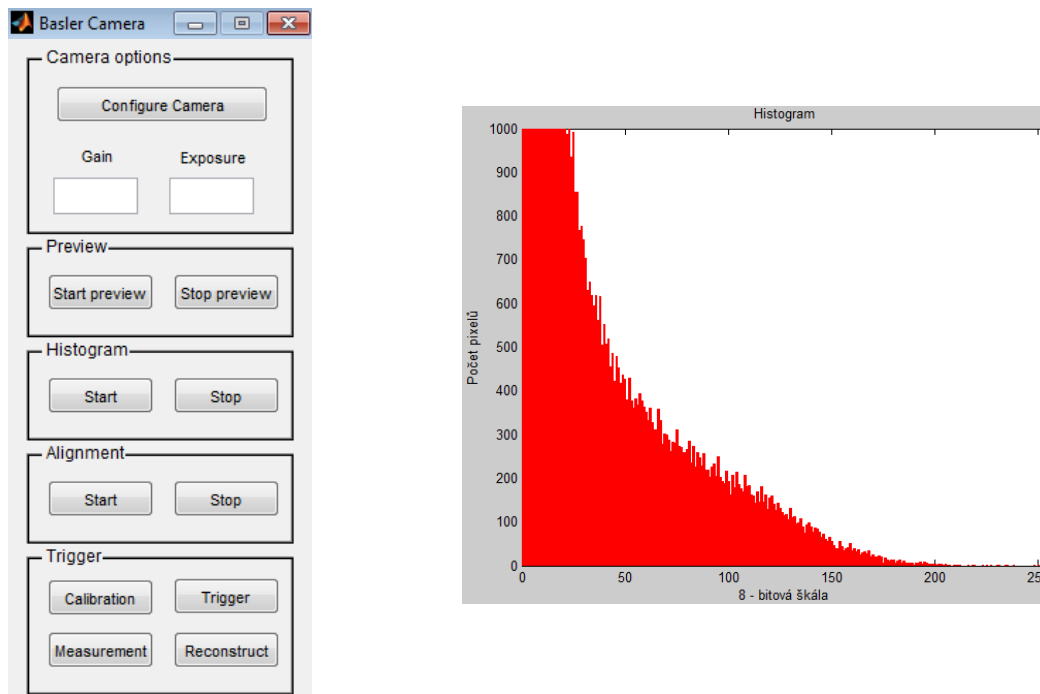 Basler Camera
Camera options
Configure Camera
Gain Exposure
Preview
Start preview Stop preview
Histogram
Start Stop
Alignment
Start Stop
Trigger
Calibration Trigger
Measurement Reconstruct
Histogram
1000
900
800
700
600
500
400
300
200
100
0
Počet pixelů
0 50 100 150 200 25
8 - bitová škála